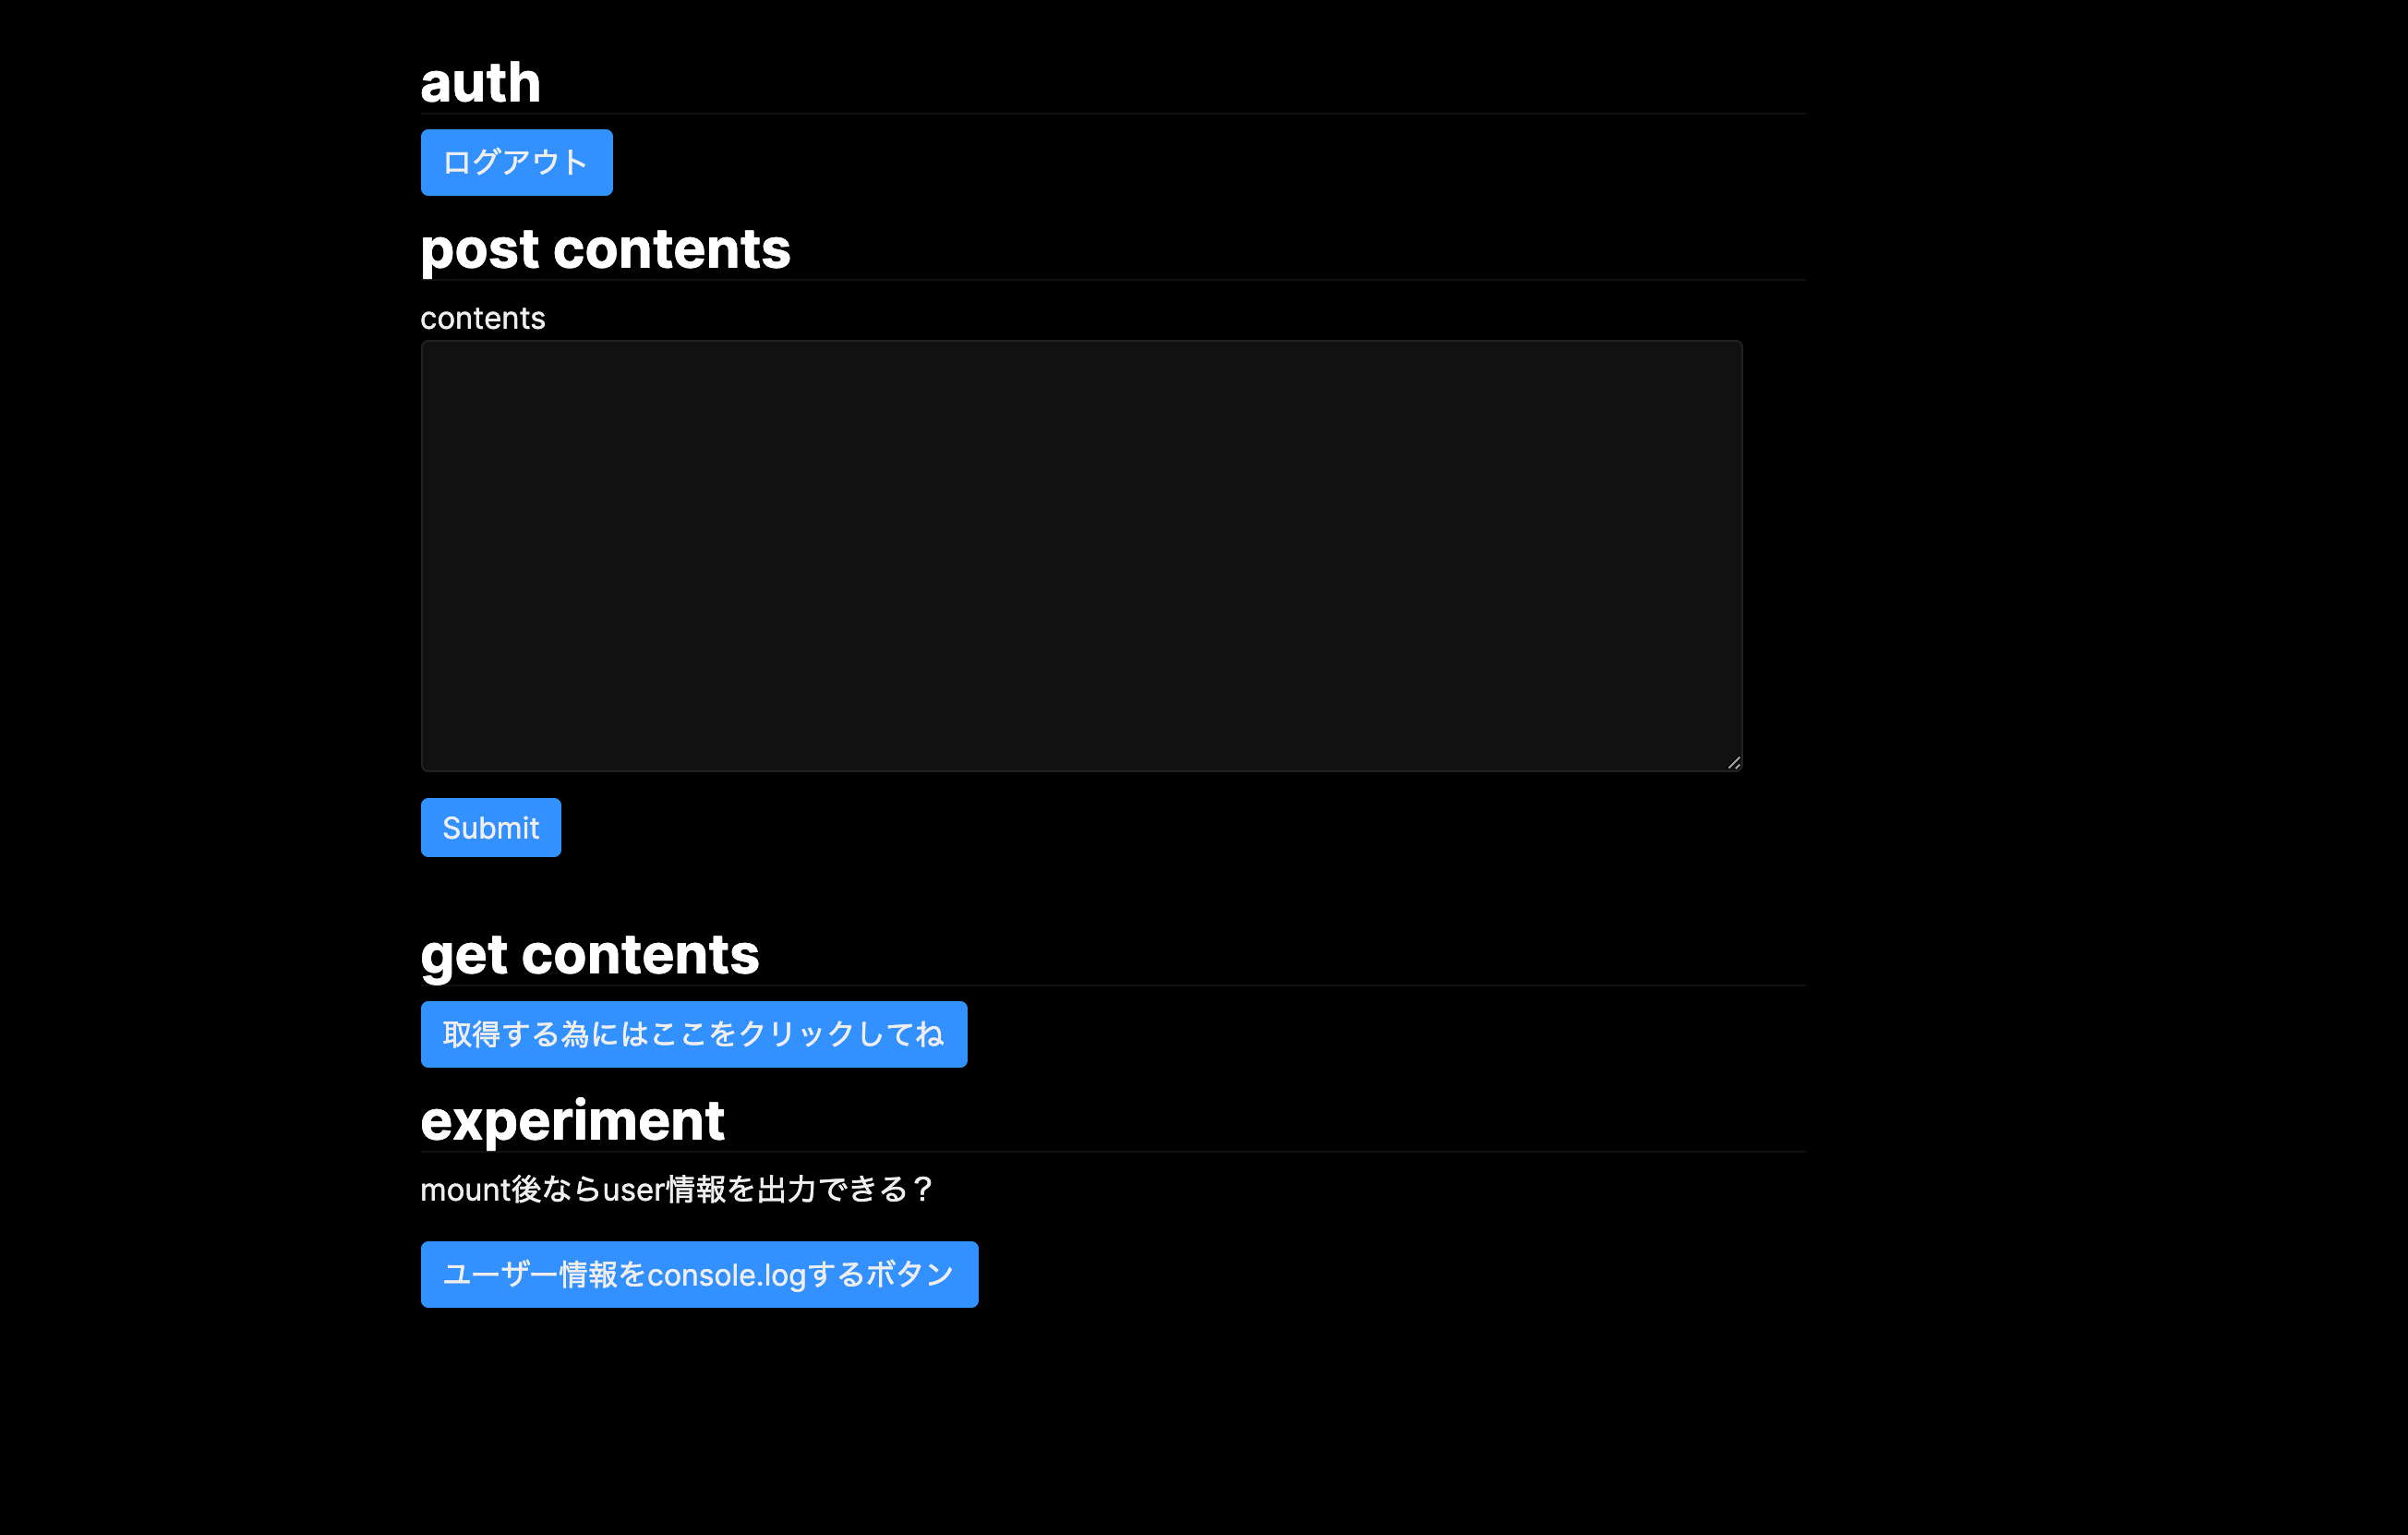 auth
ログアウト
post contents
contents
Submit
get contents
取得する為にはここをクリックしてね
experiment
mount後ならuser情報を出力できる？
ユーザー情報をconsole.logするボタン